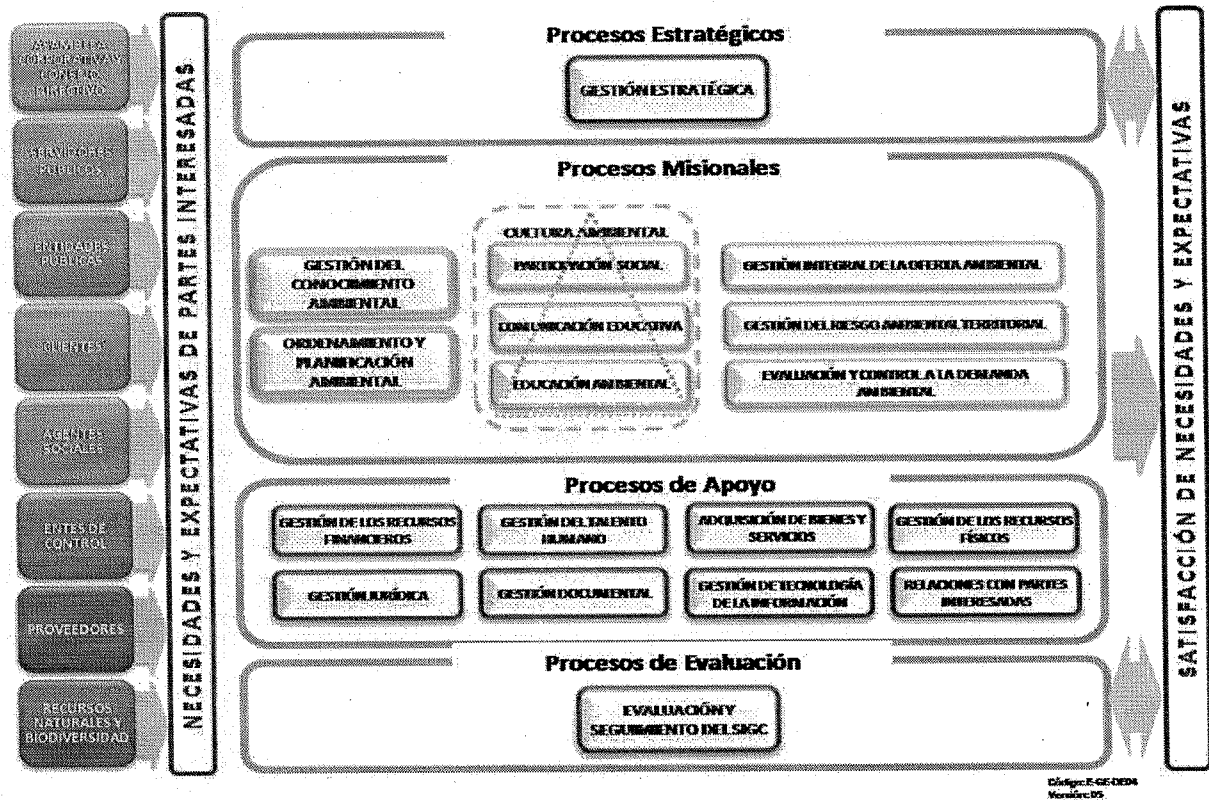 ASAMBLEA
CORPORATIVA Y
CONSEJO
DIRECTIVO
SERVIDORES
PÚBLICOS
ENTIDADES
PÚBLICAS
CLIENTES
AGENTES
SOCIALES
ENTES DE
CONTROL
PROVEEDORES
RECURSOS
NATURALES Y
BIODIVERSIDAD
NECESIDADES Y EXPECTATIVAS DE PARTES INTERESADAS
Procesos Estratégicos
GESTIÓN ESTRATÉGICA
Procesos Misionales
GESTIÓN DEL
CONOCIMIENTO
AMBIENTAL
ORDENAMIENTO Y
PLANIFICACIÓN
AMBIENTAL
CULTURA AMBIENTAL
PARTICIPACIÓN SOCIAL
COMUNICACIÓN EDUCATIVA
EDUCACIÓN AMBIENTAL
GESTIÓN INTEGRAL DE LA OFERTA AMBIENTAL
GESTIÓN DEL RIESGO AMBIENTAL TERRITORIAL
EVALUACIÓN Y CONTROL A LA DEMANDA
AMBIENTAL
Procesos de Apoyo
GESTIÓN DE LOS RECURSOS
FINANCIEROS
GESTIÓN DEL TALENTO
HUMANO
ADQUISICIÓN DE BIENES Y
SERVICIOS
GESTIÓN DE LOS RECURSOS
FÍSICOS
GESTIÓN JURÍDICA
GESTIÓN DOCUMENTAL
GESTIÓN DE TECNOLOGÍA
DE LA INFORMACIÓN
RELACIONES CON PARTES
INTERESADAS
Procesos de Evaluación
EVALUACIÓN Y
SEGUIMIENTO DEL SIGC
SATISFACCIÓN DE NECESIDADES Y EXPECTATIVAS
Código: E-GE-DE04
Versión: 05